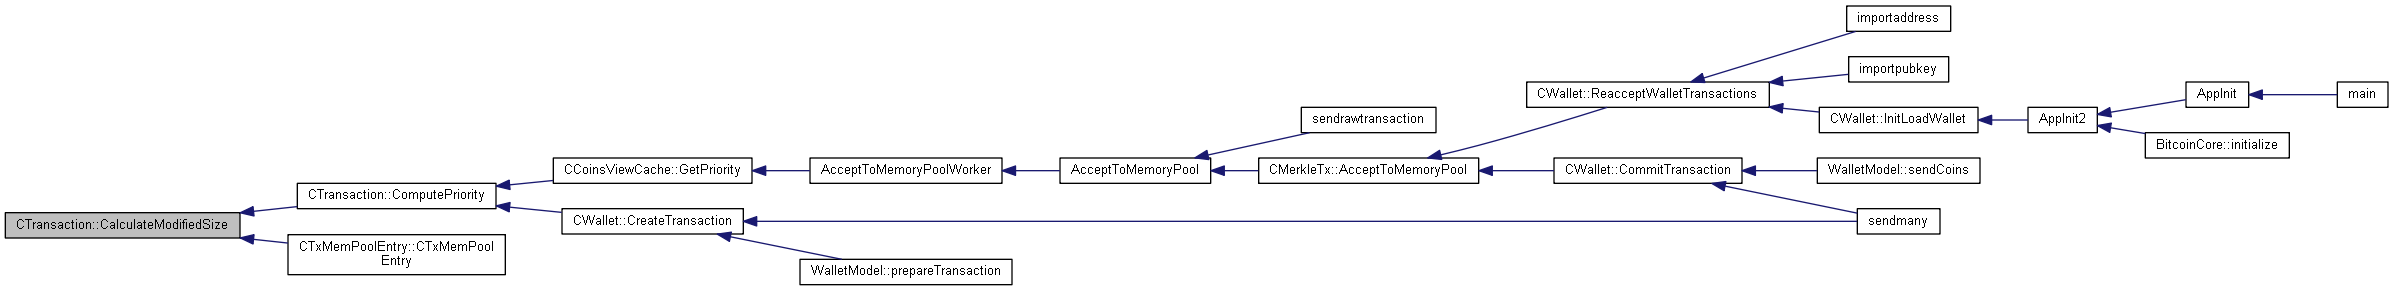 importaddress
importpubkey
CWallet::ReacceptWalletTransactions
AppInit
main
sendrawtransaction
CWallet::InitLoadWallet
AppInit2
BitcoinCore::initialize
CCoinsViewCache::GetPriority
AcceptToMemoryPoolWorker
AcceptToMemoryPool
CMerkleTx::AcceptToMemoryPool
CWallet::CommitTransaction
WalletModel::sendCoins
CTransaction::ComputePriority
CTransaction::CalculateModifiedSize
CWallet::CreateTransaction
sendmany
CTxMemPoolEntry::CTxMemPool
Entry
WalletModel::prepareTransaction